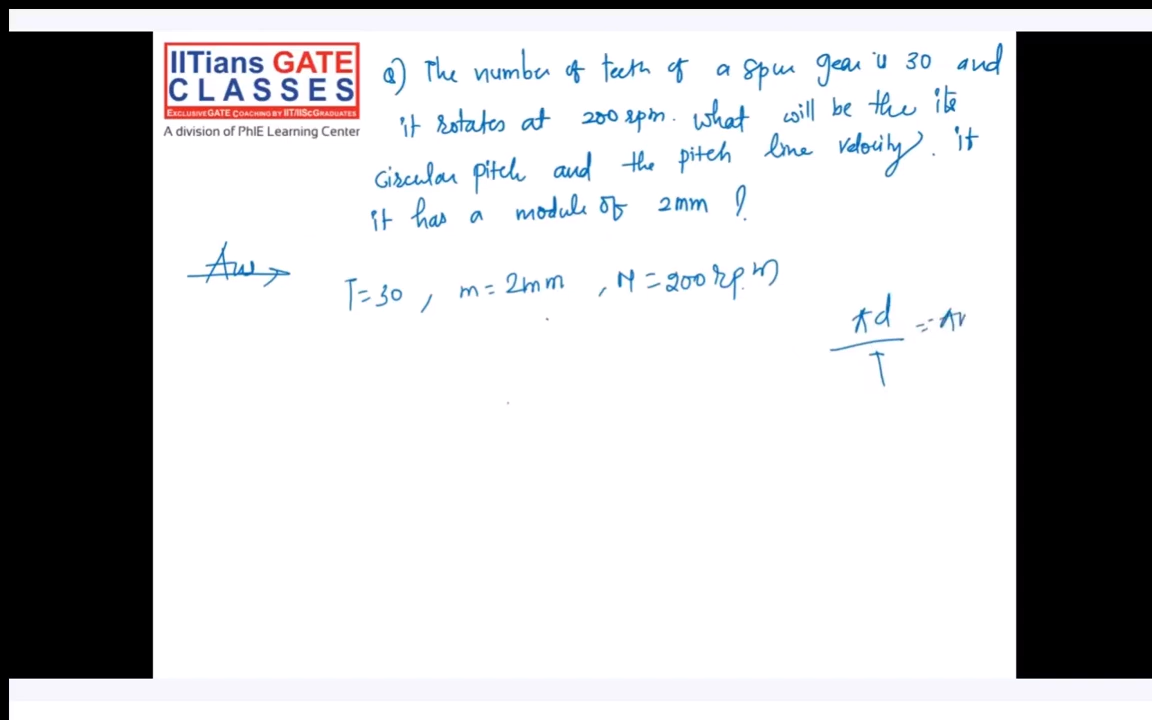 IITians GATE
CLASSES
EXCLUSIVE GATE COACHING BY IIT/IISC GRADUATES
A division of PhIE Learning Center
Q) The number of teeth of a spur gear is 30 and
it rotates at 200 rpm. What will be the its
circular pitch and the pitch line velocity. it
it has a module of 2mm ?
Ans →
T=30 , m=2mm , N=200 rpm
πd
= π
T